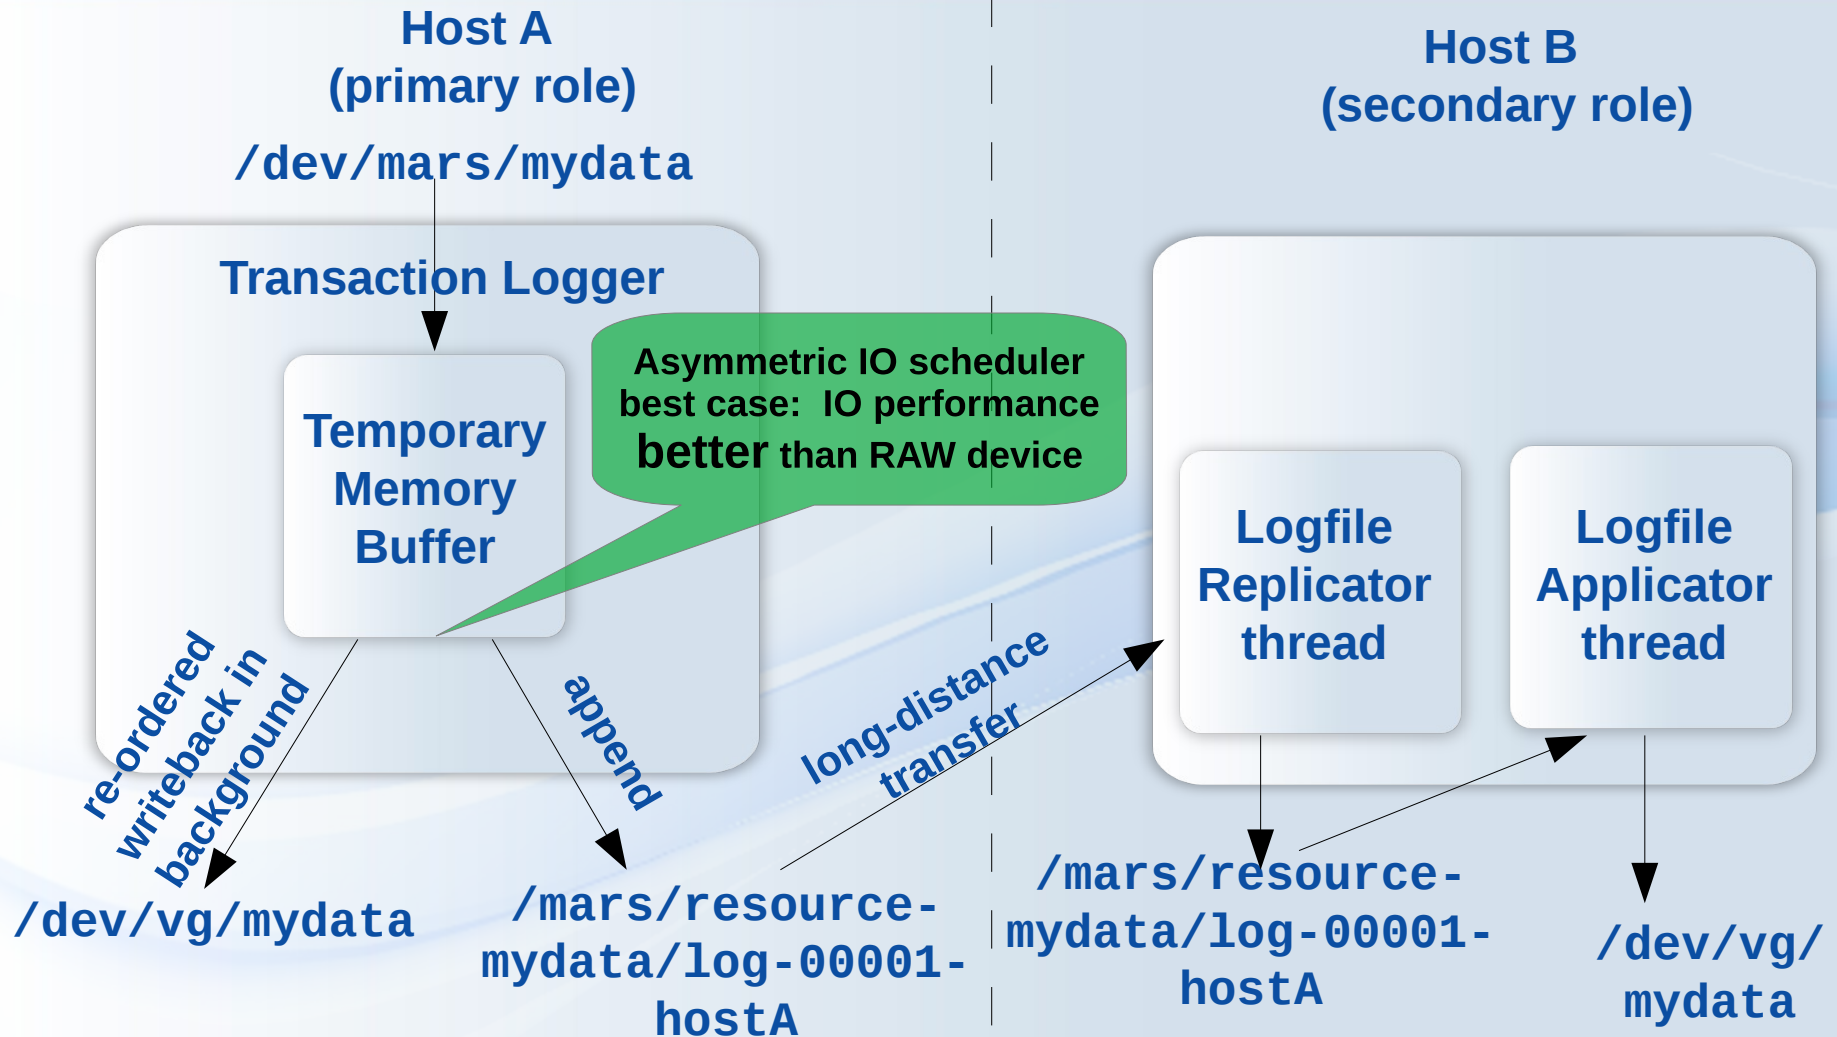 Host A
(primary role)
/dev/mars/mydata
Transaction Logger
Temporary
Memory
Buffer
Asymmetric IO scheduler
best case:  IO performance
better than RAW device
re-ordered
writeback in
background
append
/dev/vg/mydata
/mars/resource-
mydata/log-00001-
hostA
long-distance
transfer
Host B
(secondary role)
Logfile
Replicator
thread
Logfile
Applicator
thread
/mars/resource-
mydata/log-00001-
hostA
/dev/vg/
mydata